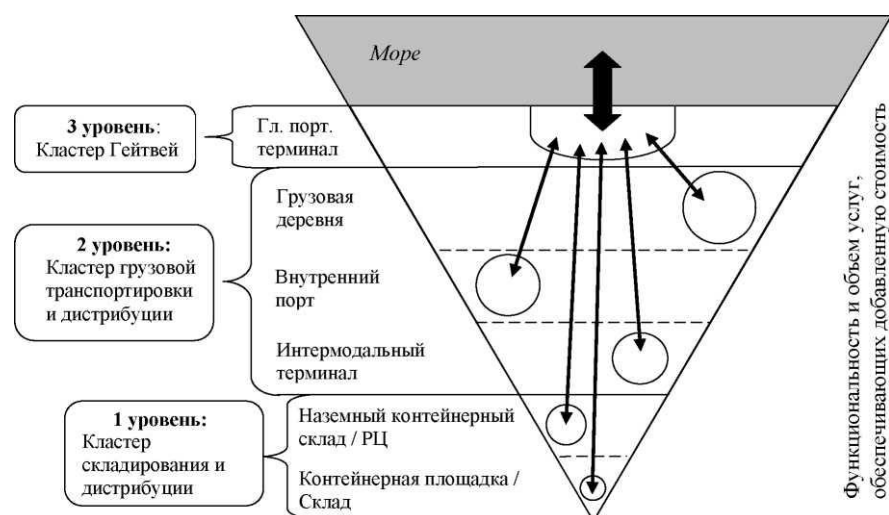 Море
3 уровень:
Кластер Гейтвей
Гл. порт.
терминал
Грузовая
деревня
2 уровень:
Кластер грузовой
транспортировки
и дистрибуции
Внутренний
порт
Интермодальный
терминал
1 уровень:
Кластер
складирования и
дистрибуции
Наземный контейнерный
склад / РЦ
Контейнерная площадка /
Склад
Функциональность и объем услуг,
обеспечивающих добавленную стоимость